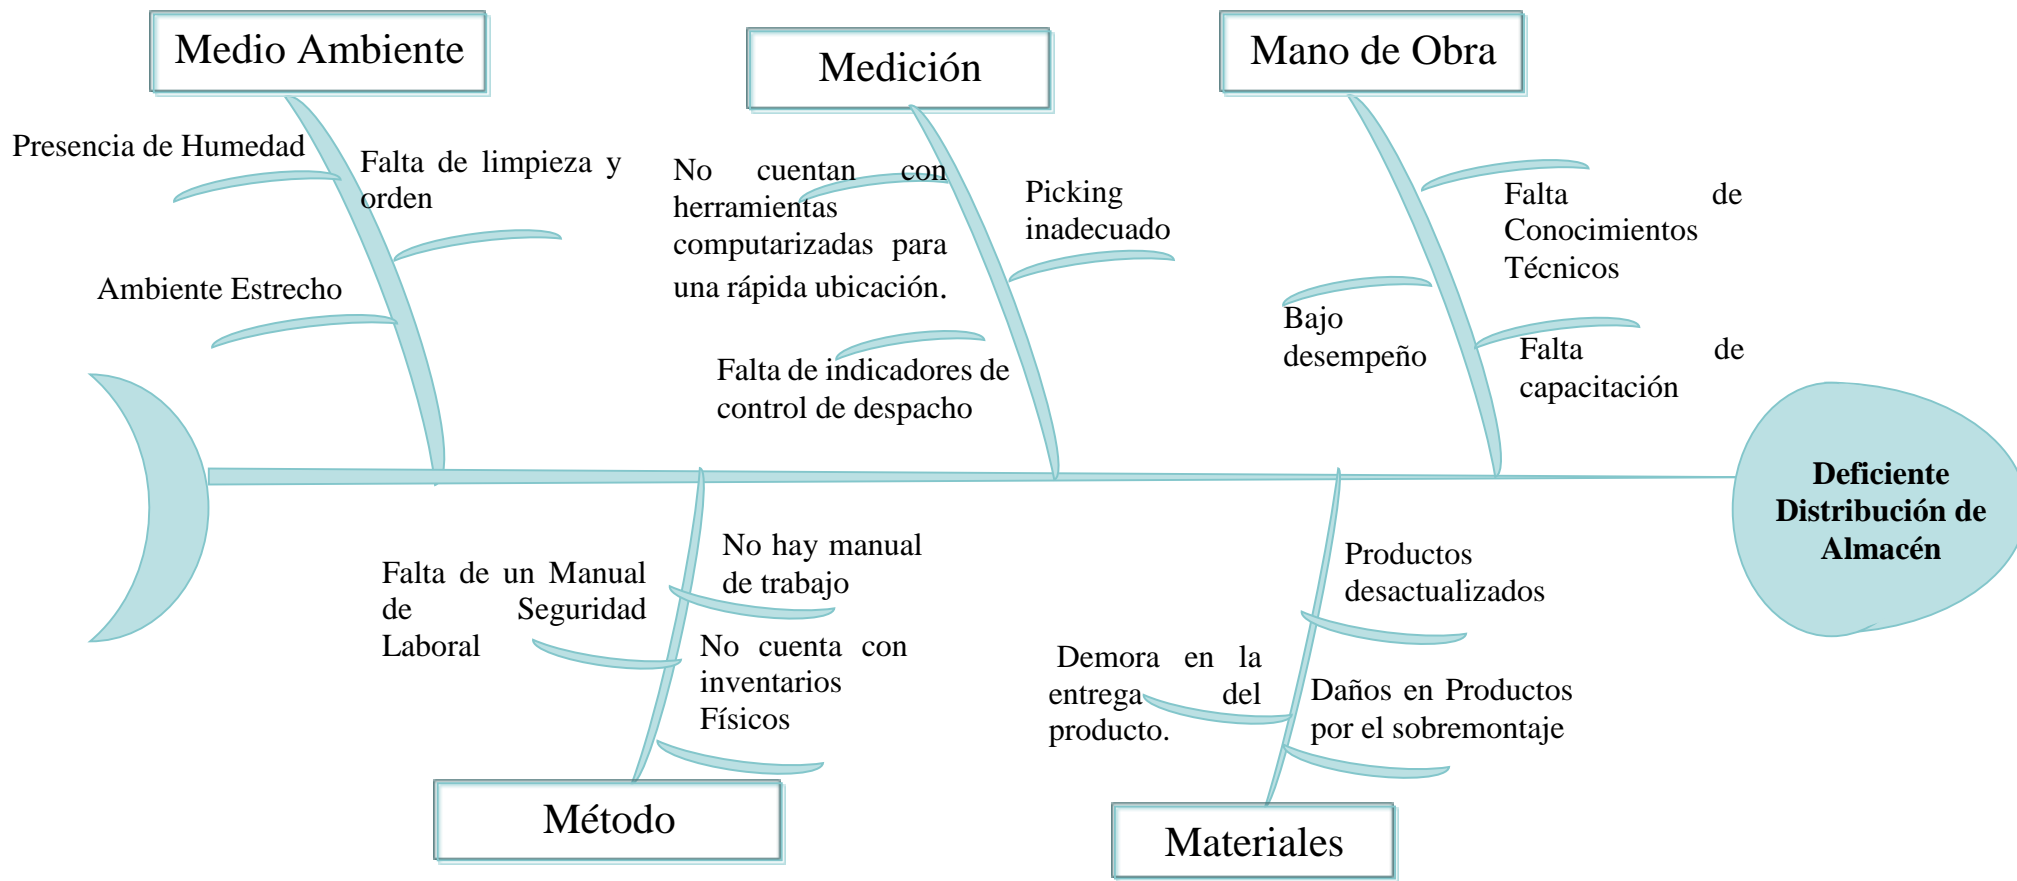 Medio Ambiente
Medición
Mano de Obra
Presencia de Humedad
Falta de limpieza y
orden
Ambiente Estrecho
No cuentan con
herramientas
computarizadas para
una rápida ubicación.
Picking
inadecuado
Falta de indicadores de
control de despacho
Falta de
Conocimientos
Técnicos
Bajo
desempeño
Falta de
capacitación
Deficiente
Distribución de
Almacén
Falta de un Manual
de Seguridad
Laboral
No hay manual
de trabajo
No cuenta con
inventarios
Físicos
Productos
desactualizados
Demora en la
entrega del
producto.
Daños en Productos
por el sobremontaje
Método
Materiales